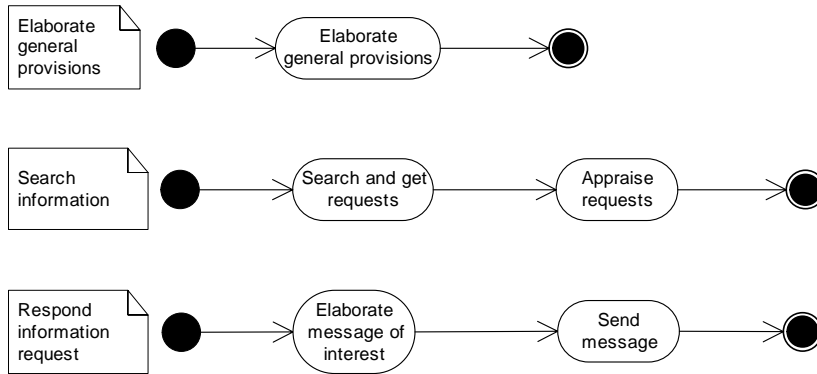 Elaborate
general
provisions
Elaborate
general provisions
Search
information
Search and get
requests
Appraise
requests
Respond
information
request
Elaborate
message of
interest
Send
message